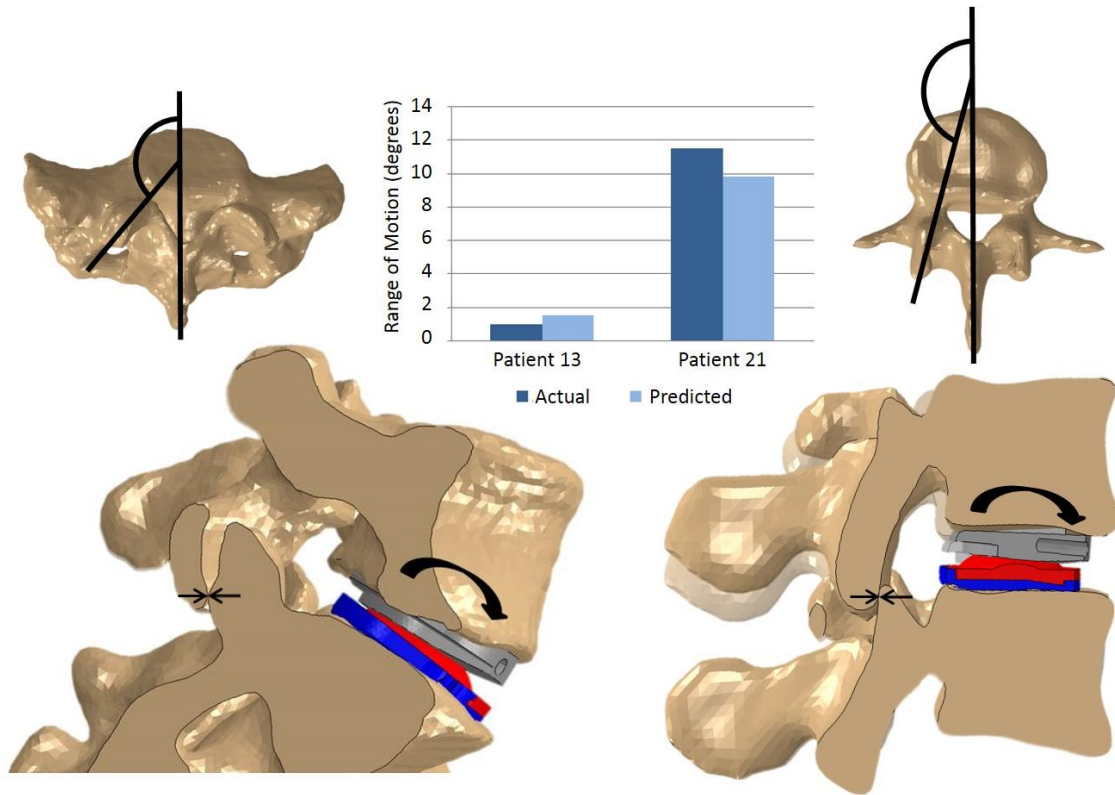 Range of Motion (degrees)
14
12
10
8
6
4
2
0
Patient 13 Patient 21
Actual Predicted